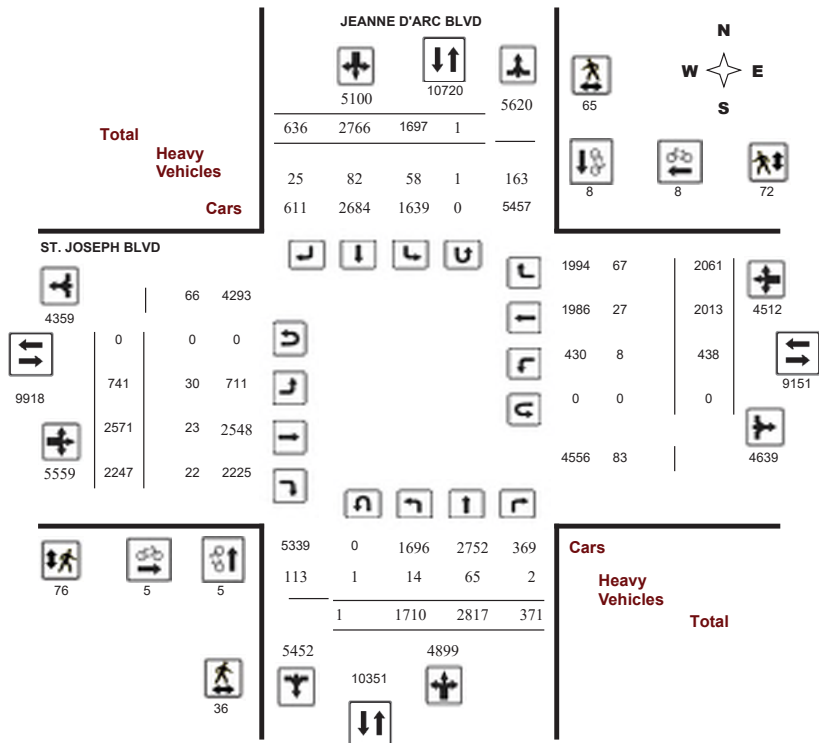 JEANNE D'ARC BLVD
N
W E
S
5100 10720 5620
65
636 2766 1697 1
Total
Heavy
Vehicles
25 82 58 1 163
8 8 72
Cars 611 2684 1639 0 5457
ST. JOSEPH BLVD
4359 66 4293
1994 67 2061
4512
0 0 0
1986 27 2013
9918
741 30 711
430 8 438
9151
2571 23 2548
0 0 0
5559
2247 22 2225
4556 83 4639
5339 0 1696 2752 369 Cars
113 1 14 65 2 Heavy
Vehicles
76 5 5
1 1710 2817 371 Total
5452 4899
10351
36